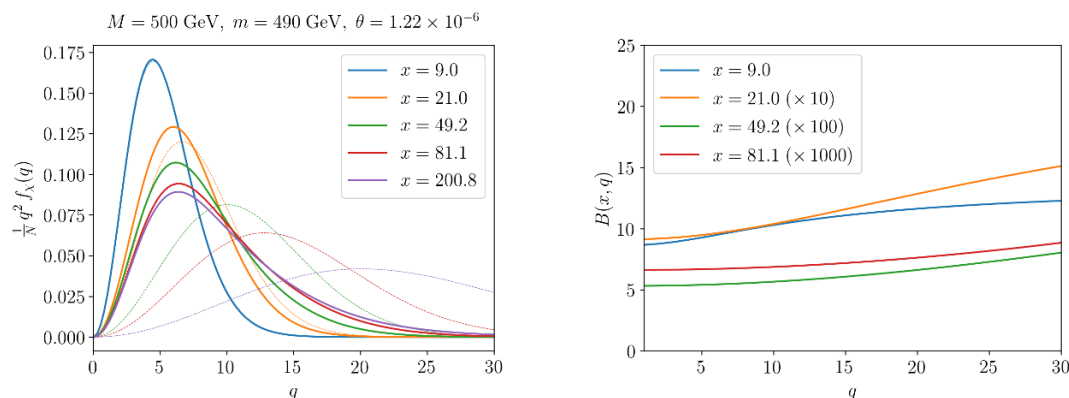 M = 500 GeV, m = 490 GeV, θ = 1.22 × 10⁻⁶
0.175
0.150
0.125
0.100
0.075
0.050
0.025
0.000
1/N q² f_χ(q)
x = 9.0
x = 21.0
x = 49.2
x = 81.1
x = 200.8
0
5
10
15
20
25
30
q
25
20
15
10
5
0
B(x, q)
x = 9.0
x = 21.0 (× 10)
x = 49.2 (× 100)
x = 81.1 (× 1000)
5
10
15
20
25
30
q